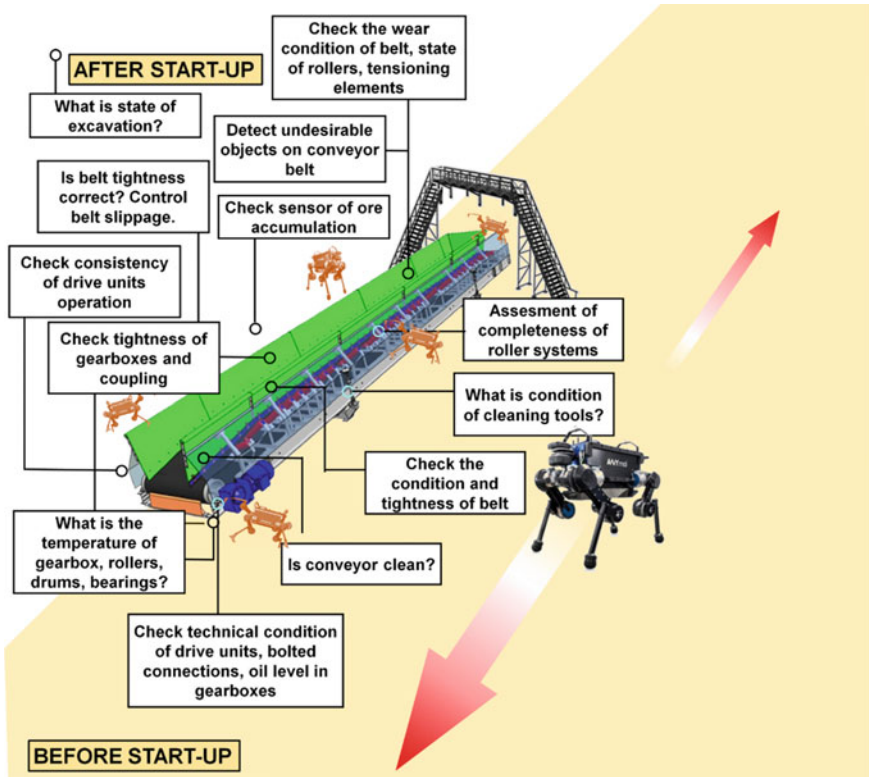 Check the wear
condition of belt, state
of rollers, tensioning
elements
AFTER START-UP
What is state of
excavation?
Detect undesirable
objects on conveyor
belt
Is belt tightness
correct? Control
belt slippage.
Check sensor of ore
accumulation
Check consistency
of drive units
operation
Assesment of
completeness of
roller systems
Check tightness of
gearboxes and
coupling
What is condition
of cleaning tools?
Check the
condition and
tightness of belt
What is the
temperature of
gearbox, rollers,
drums, bearings?
Is conveyor clean?
Check technical condition
of drive units, bolted
connections, oil level in
gearboxes
BEFORE START-UP